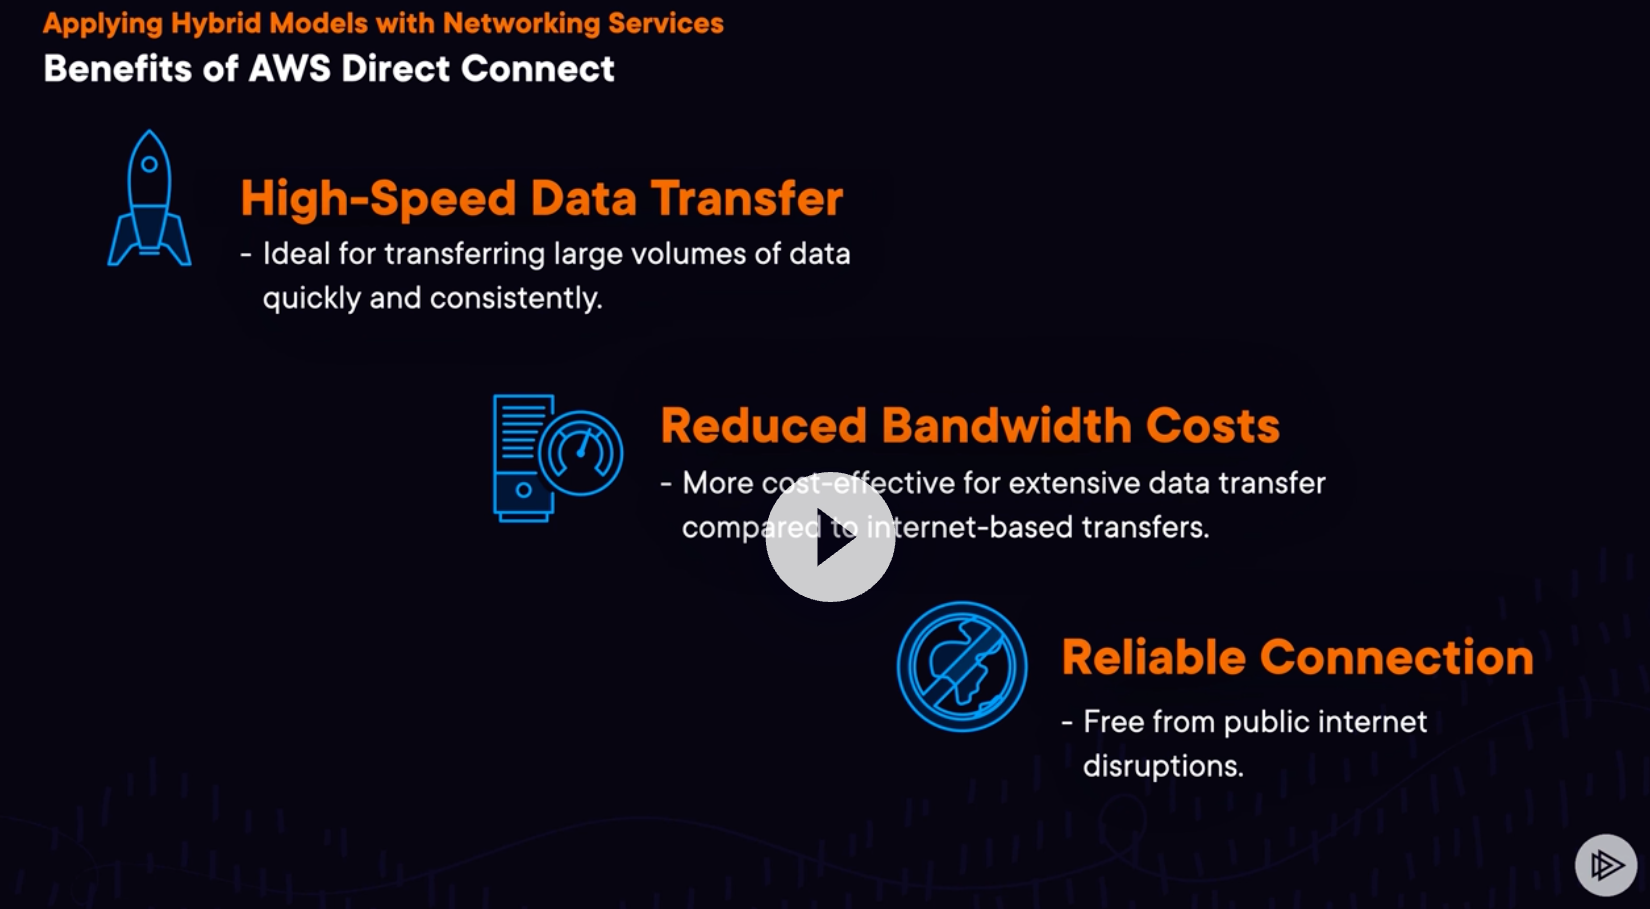 Applying Hybrid Models with Networking Services
Benefits of AWS Direct Connect
High-Speed Data Transfer
- Ideal for transferring large volumes of data
quickly and consistently.
Reduced Bandwidth Costs
- More cost-effective for extensive data transfer
compared to internet-based transfers.
Reliable Connection
- Free from public internet
disruptions.